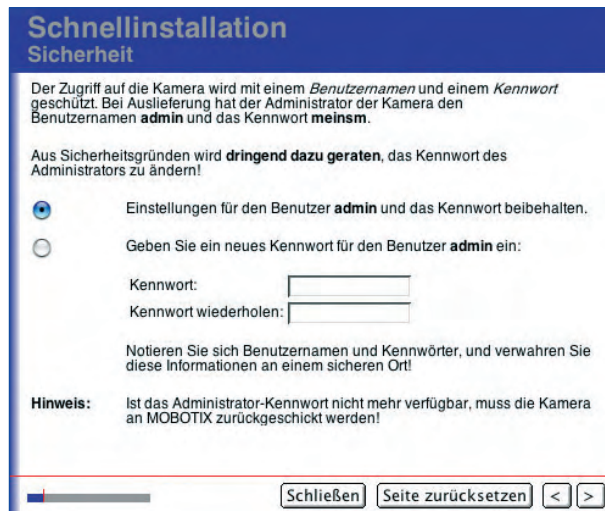 Schnellinstallation
Sicherheit
Der Zugriff auf die Kamera wird mit einem Benutzernamen und einem Kennwort
geschützt. Bei Auslieferung hat der Administrator der Kamera den
Benutzernamen admin und das Kennwort meinsm.
Aus Sicherheitsgründen wird dringend dazu geraten, das Kennwort des
Administrators zu ändern!
Einstellungen für den Benutzer admin und das Kennwort beibehalten.
Geben Sie ein neues Kennwort für den Benutzer admin ein:
Kennwort:
Kennwort wiederholen:
Notieren Sie sich Benutzernamen und Kennwörter, und verwahren Sie
diese Informationen an einem sicheren Ort!
Hinweis: Ist das Administrator-Kennwort nicht mehr verfügbar, muss die Kamera
an MOBOTIX zurückgeschickt werden!
Schließen Seite zurücksetzen < >